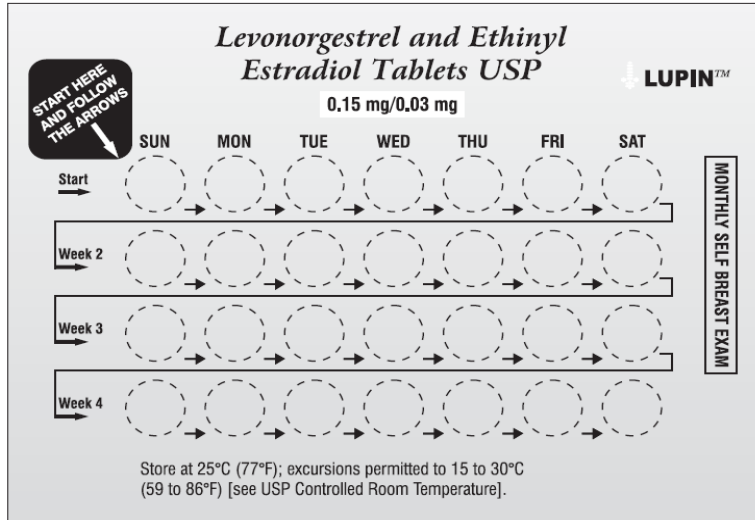 Levonorgestrel and Ethinyl
Estradiol Tablets USP
LUPIN™
0.15 mg/0.03 mg
START HERE
AND FOLLOW
THE ARROWS
SUN MON TUE WED THU FRI SAT
Start
Week 2
Week 3
Week 4
MONTHLY SELF BREAST EXAM
Store at 25°C (77°F); excursions permitted to 15 to 30°C
(59 to 86°F) [see USP Controlled Room Temperature].